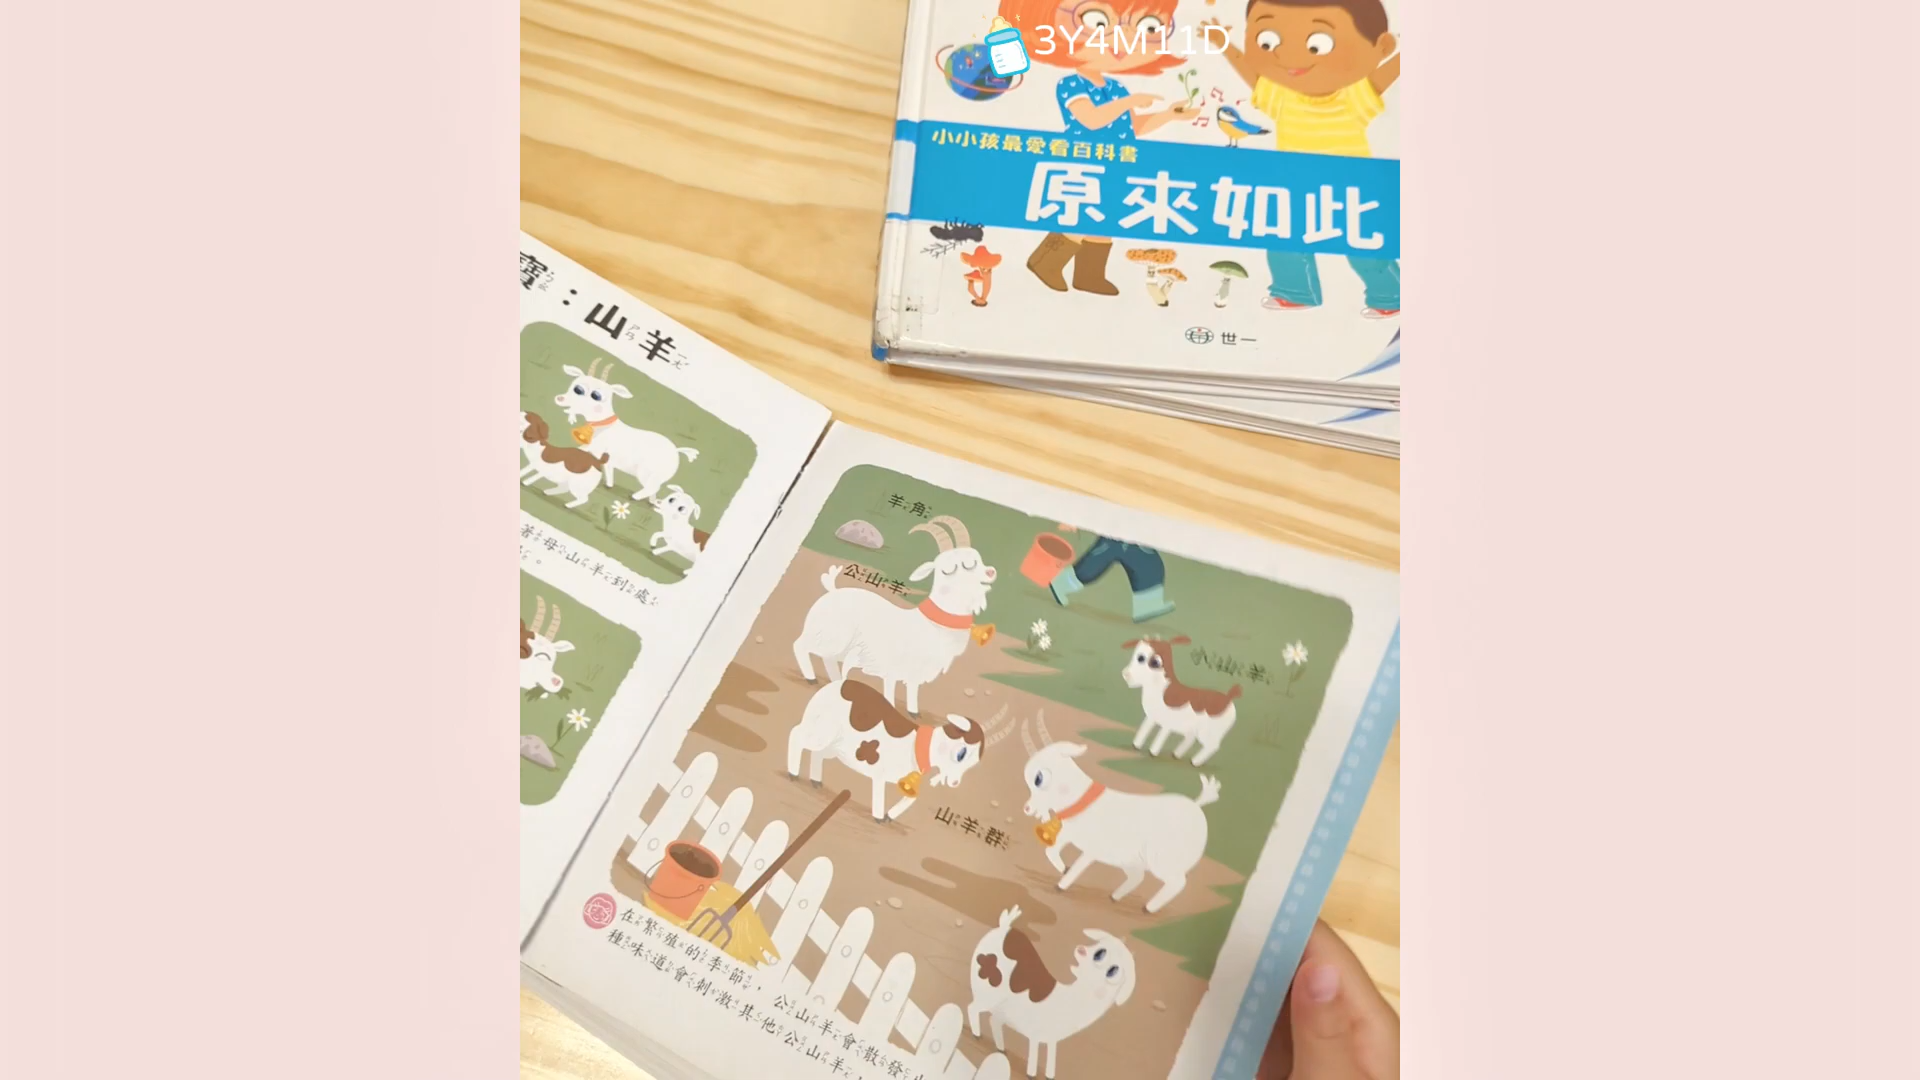 3Y4M11D
小小孩最愛看百科書
原來如此
世一
寶：山羊
著母山羊到處
羊角
公山羊
小山羊
山羊群
在繁殖的季節，公山羊會散發
種味道會刺激其他公山羊，